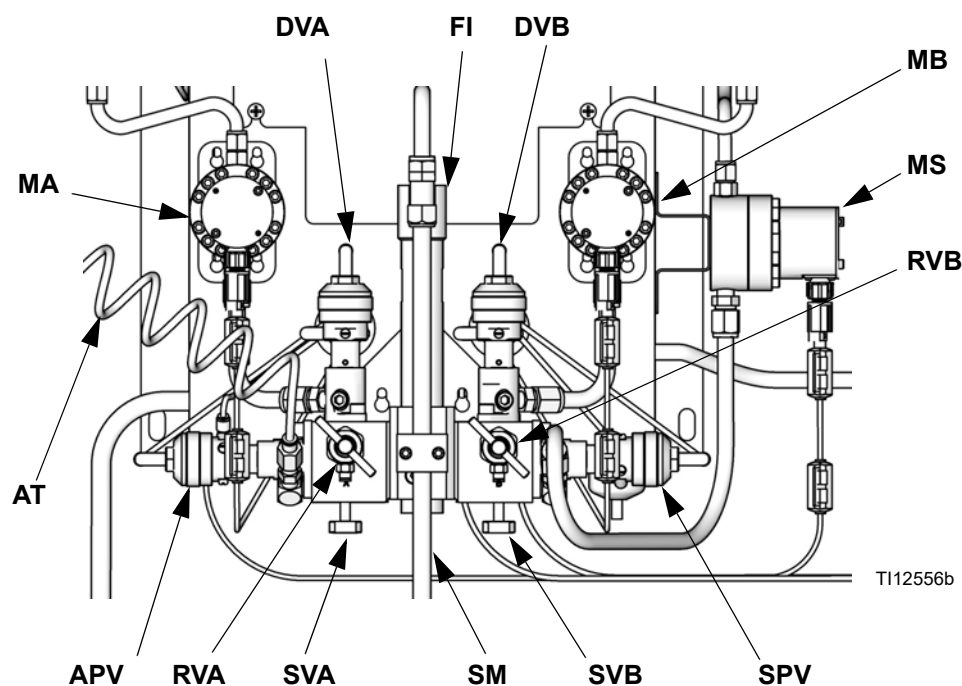 DVA FI DVB
MB
MA
MS
RVB
AT
TI12556b
APV RVA SVA SM SVB SPV